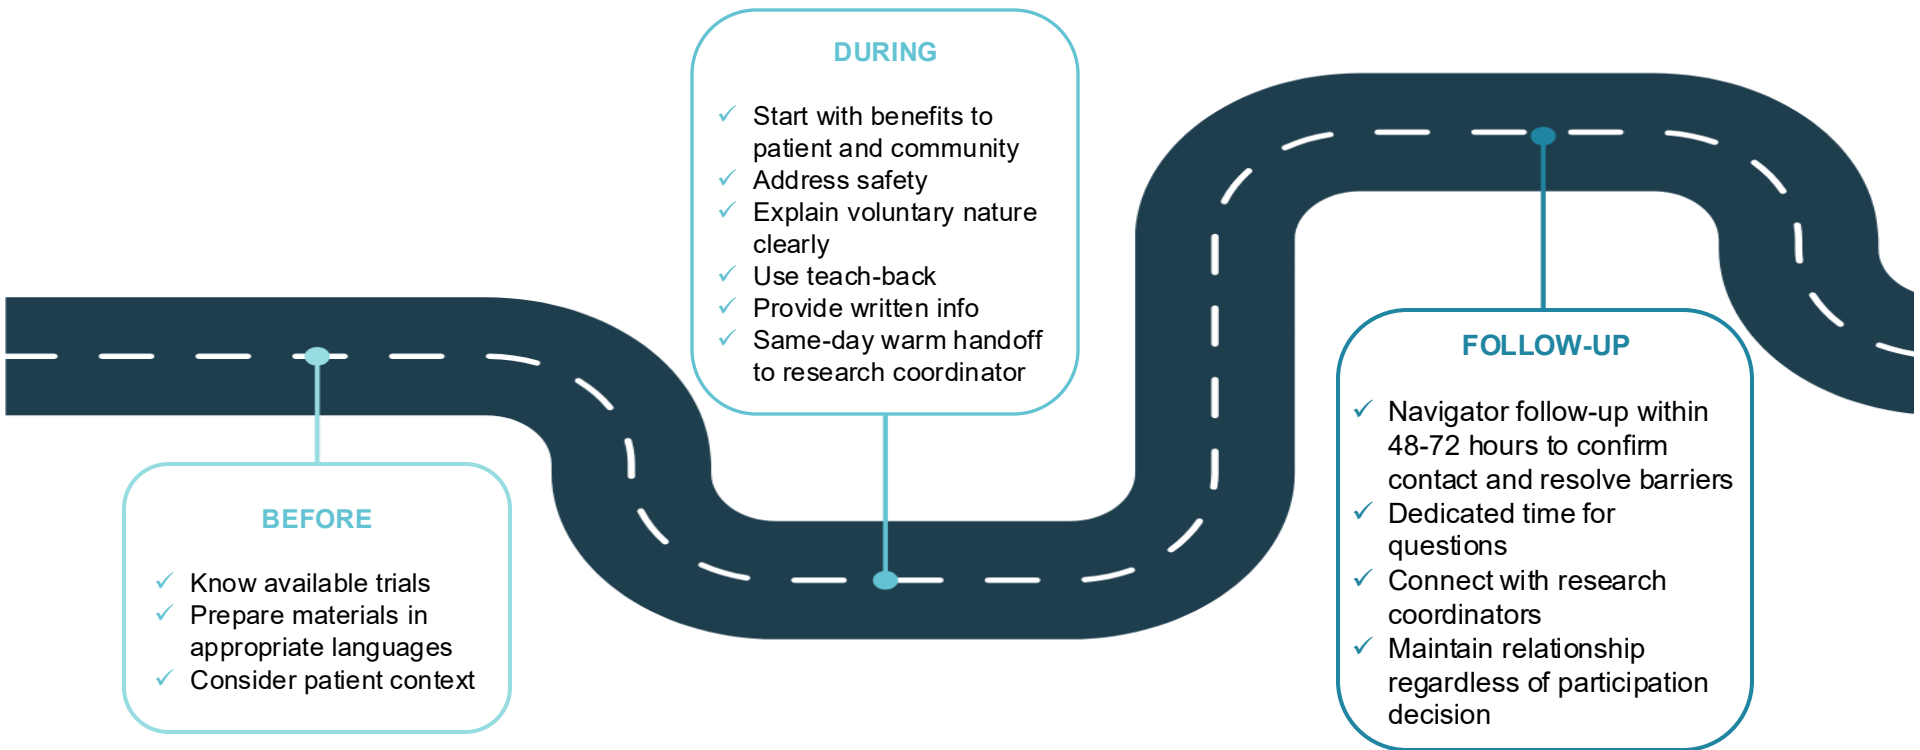 BEFORE
✓ Know available trials
✓ Prepare materials in
appropriate languages
✓ Consider patient context
DURING
✓ Start with benefits to
patient and community
✓ Address safety
✓ Explain voluntary nature
clearly
✓ Use teach-back
✓ Provide written info
✓ Same-day warm handoff
to research coordinator
FOLLOW-UP
✓ Navigator follow-up within
48-72 hours to confirm
contact and resolve barriers
✓ Dedicated time for
questions
✓ Connect with research
coordinators
✓ Maintain relationship
regardless of participation
decision